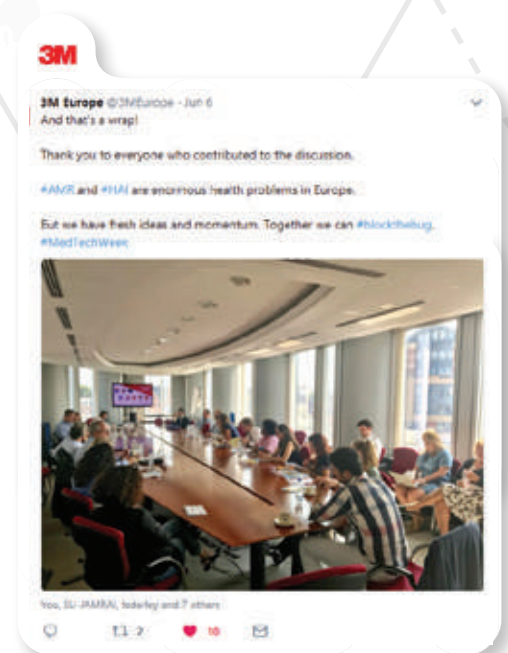 3M
3M Europe @3MEurope · Jun 6
And that's a wrap!
Thank you to everyone who contributed to the discussion.
#AMR and #HAI are enormous health problems in Europe.
But we have fresh ideas and momentum. Together we can #blockthebug.
#MedTechWeek
You, EU-JAMRAI, and 7 others
2
10